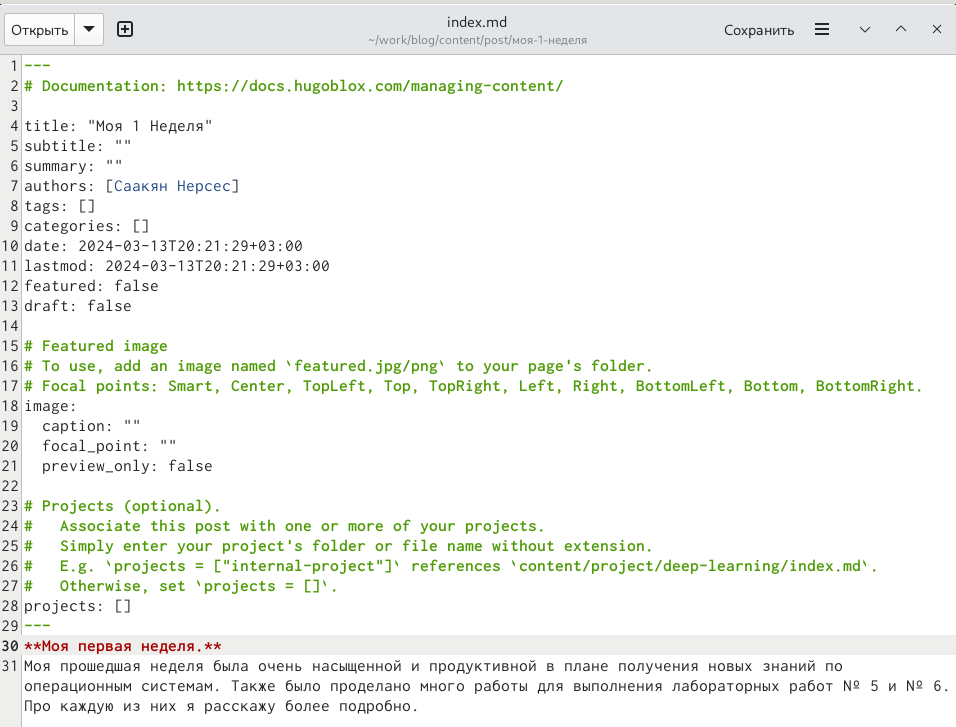 Открыть
index.md
~/work/blog/content/post/моя-1-неделя
Сохранить
1 ---
2 # Documentation: https://docs.hugoblox.com/managing-content/
3
4 title: "Моя 1 Неделя"
5 subtitle: ""
6 summary: ""
7 authors: [Саакян Нерсес]
8 tags: []
9 categories: []
10 date: 2024-03-13T20:21:29+03:00
11 lastmod: 2024-03-13T20:21:29+03:00
12 featured: false
13 draft: false
14
15 # Featured image
16 # To use, add an image named `featured.jpg/png` to your page's folder.
17 # Focal points: Smart, Center, TopLeft, Top, TopRight, Left, Right, BottomLeft, Bottom, BottomRight.
18 image:
19   caption: ""
20   focal_point: ""
21   preview_only: false
22
23 # Projects (optional).
24 #   Associate this post with one or more of your projects.
25 #   Simply enter your project's folder or file name without extension.
26 #   E.g. `projects = ["internal-project"]` references `content/project/deep-learning/index.md`.
27 #   Otherwise, set `projects = []`.
28 projects: []
29 ---
30 **Моя первая неделя.**
31 Моя прошедшая неделя была очень насыщенной и продуктивной в плане получения новых знаний по
операционным системам. Также было проделано много работы для выполнения лабораторных работ № 5 и № 6.
Про каждую из них я расскажу более подробно.